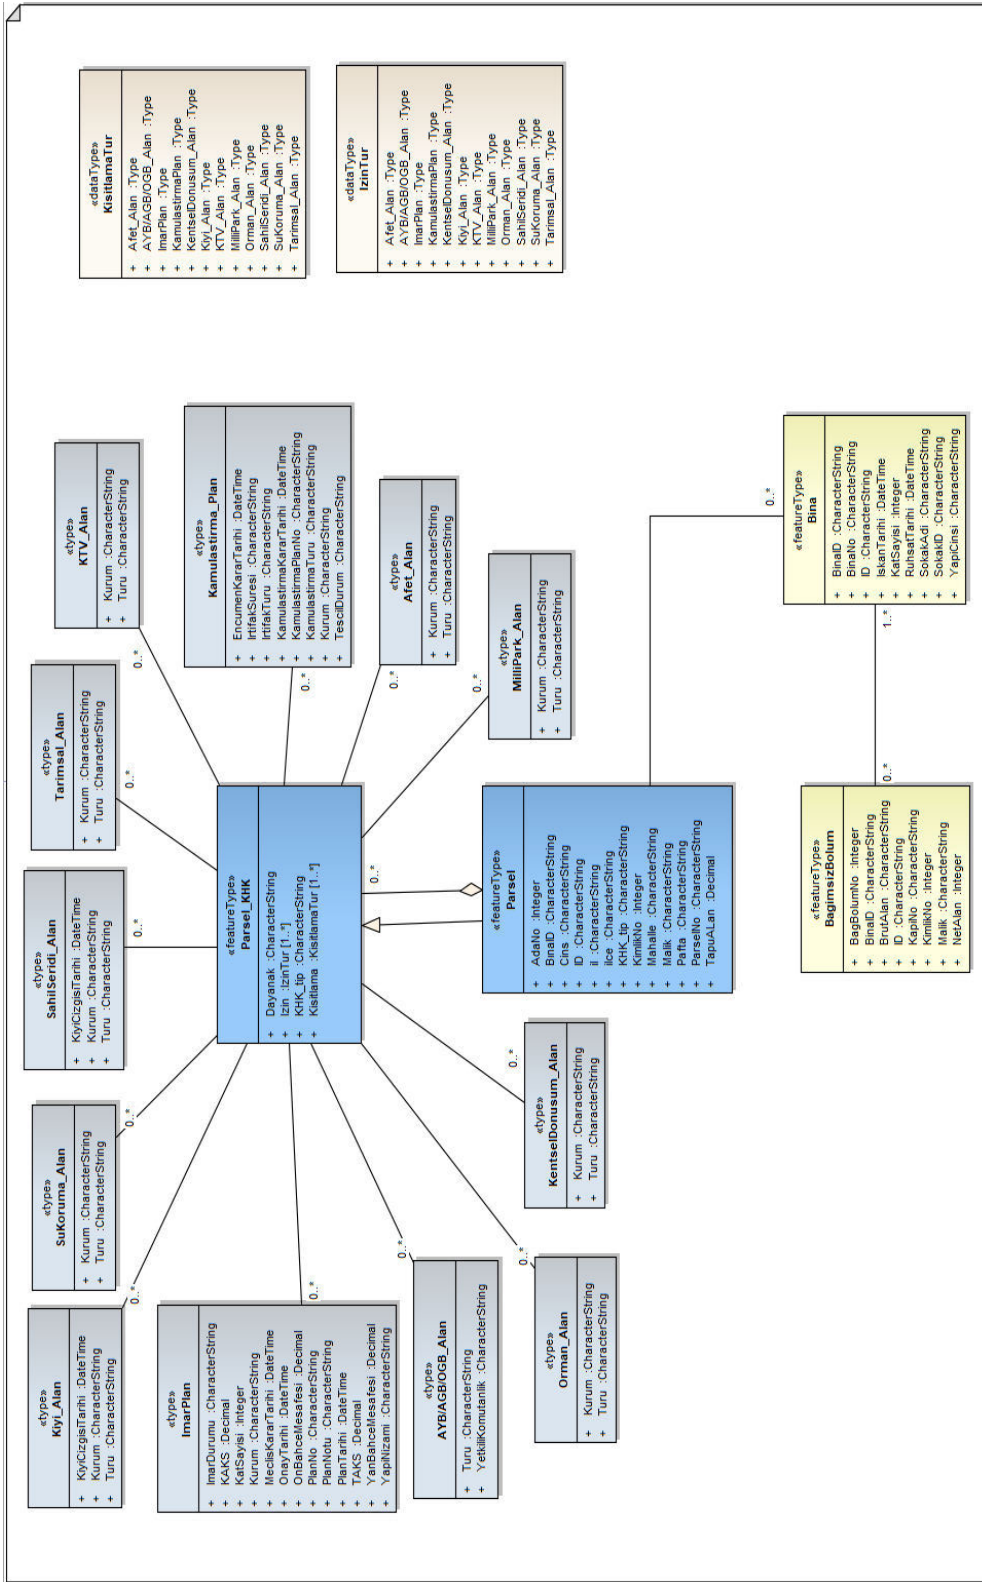 «type»
Kiyi_Alan
+ KiyiCizgisiTarihi :DateTime
+ Kurum :CharacterString
+ Turu :CharacterString
0..*
«type»
SuKoruma_Alan
+ Kurum :CharacterString
+ Turu :CharacterString
0..*
«type»
SahilSeridi_Alan
+ KiyiCizgisiTarihi :DateTime
+ Kurum :CharacterString
+ Turu :CharacterString
0..*
«type»
Tarimsal_Alan
+ Kurum :CharacterString
+ Turu :CharacterString
0..*
«type»
KTV_Alan
+ Kurum :CharacterString
+ Turu :CharacterString
0..*
«dataType»
KisitlamaTur
+ Afet_Alan :Type
+ AYB/AGB/OGB_Alan :Type
+ ImarPlan :Type
+ KamulastirmaPlan :Type
+ KentselDonusum_Alan :Type
+ Kiyi_Alan :Type
+ KTV_Alan :Type
+ MilliPark_Alan :Type
+ Orman_Alan :Type
+ SahilSeridi_Alan :Type
+ SuKoruma_Alan :Type
+ Tarimsal_Alan :Type
«type»
ImarPlan
+ ImarDurumu :CharacterString
+ KAKS :Decimal
+ KatSayisi :Integer
+ Kurum :CharacterString
+ MeclisKararTarihi :DateTime
+ OnayTarihi :DateTime
+ OnBahceMesafesi :Decimal
+ PlanNo :CharacterString
+ PlanNotu :CharacterString
+ PlanTarihi :DateTime
+ TAKS :Decimal
+ YanBahceMesafesi :Decimal
+ YapiNizami :CharacterString
0..*
«featureType»
Parsel_KHK
+ Dayanak :CharacterString
+ Izin :IzinTur [1..*]
+ KHK_tip :CharacterString
+ Kisitlama :KisitlamaTur [1..*]
0..*
«type»
Kamulastirma_Plan
+ EncumenKararTarihi :DateTime
+ IrtifakSuresi :CharacterString
+ IrtifakTuru :CharacterString
+ KamulastirmaKararTarihi :DateTime
+ KamulastirmaPlanNo :CharacterString
+ KamulastirmaTuru :CharacterString
+ Kurum :CharacterString
+ TescilDurum :CharacterString
0..*
«dataType»
IzinTur
+ Afet_Alan :Type
+ AYB/AGB/OGB_Alan :Type
+ ImarPlan :Type
+ KamulastirmaPlan :Type
+ KentselDonusum_Alan :Type
+ Kiyi_Alan :Type
+ KTV_Alan :Type
+ MilliPark_Alan :Type
+ Orman_Alan :Type
+ SahilSeridi_Alan :Type
+ SuKoruma_Alan :Type
+ Tarimsal_Alan :Type
«type»
Afet_Alan
+ Kurum :CharacterString
+ Turu :CharacterString
0..*
«type»
AYB/AGB/OGB_Alan
+ Turu :CharacterString
+ YetkiliKomutanlik :CharacterString
0..*
«type»
MilliPark_Alan
+ Kurum :CharacterString
+ Turu :CharacterString
0..*
«type»
Orman_Alan
+ Kurum :CharacterString
+ Turu :CharacterString
0..*
«type»
KentselDonusum_Alan
+ Kurum :CharacterString
+ Turu :CharacterString
0..*
«featureType»
Parsel
+ AdaNo :Integer
+ BinaID :CharacterString
+ Cins :CharacterString
+ ID :CharacterString
+ il :CharacterString
+ ilce :CharacterString
+ KHK_tip :CharacterString
+ KimlikNo :Integer
+ Mahalle :CharacterString
+ Malik :CharacterString
+ Pafta :CharacterString
+ ParselNo :CharacterString
+ TapuALan :Decimal
0..*
«featureType»
Bina
+ BinaID :CharacterString
+ BinaNo :CharacterString
+ ID :CharacterString
+ IskanTarihi :DateTime
+ KatSayisi :Integer
+ RuhsatTarihi :DateTime
+ SokakAdi :CharacterString
+ SokakID :CharacterString
+ YapiCinsi :CharacterString
1..*
0..*
«featureType»
BagimsizBolum
+ BagBolumNo :Integer
+ BinaID :CharacterString
+ BrutAlan :CharacterString
+ ID :CharacterString
+ KapiNo :CharacterString
+ KimlikNo :Integer
+ Malik :CharacterString
+ NetAlan :Integer